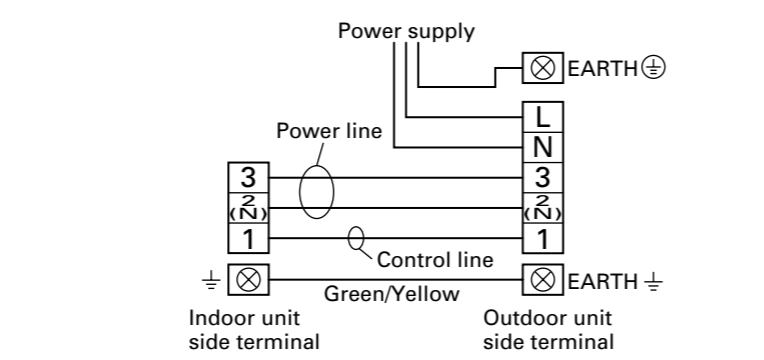 Power supply
EARTH
L
Power line
N
3 3
2 2
(N) (N)
1 1
Control line
EARTH
Green/Yellow
Indoor unit Outdoor unit
side terminal side terminal